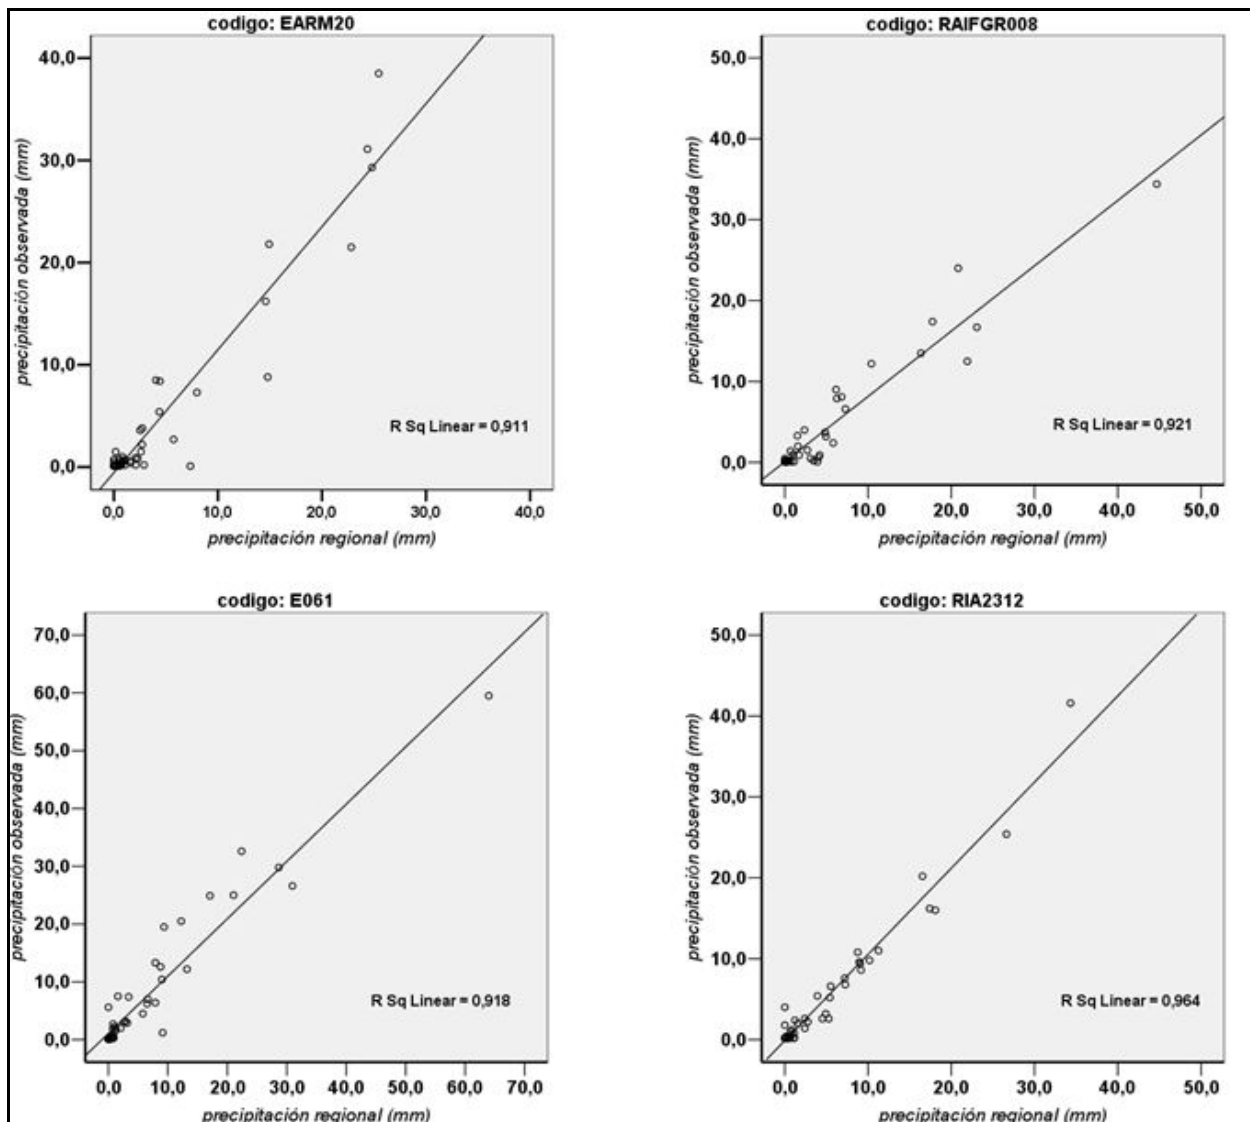 codigo: EARM20
40,0
30,0
20,0
10,0
0,0
precipitación observada (mm)
R Sq Linear = 0,911
0,0 10,0 20,0 30,0 40,0
precipitación regional (mm)
codigo: RAIFGR008
50,0
40,0
30,0
20,0
10,0
0,0
precipitación observada (mm)
R Sq Linear = 0,921
0,0 10,0 20,0 30,0 40,0 50,0
precipitación regional (mm)
codigo: E061
70,0
60,0
50,0
40,0
30,0
20,0
10,0
0,0
precipitación observada (mm)
R Sq Linear = 0,918
0,0 10,0 20,0 30,0 40,0 50,0 60,0 70,0
precipitación regional (mm)
codigo: RIA2312
50,0
40,0
30,0
20,0
10,0
0,0
precipitación observada (mm)
R Sq Linear = 0,964
0,0 10,0 20,0 30,0 40,0 50,0
precipitación regional (mm)